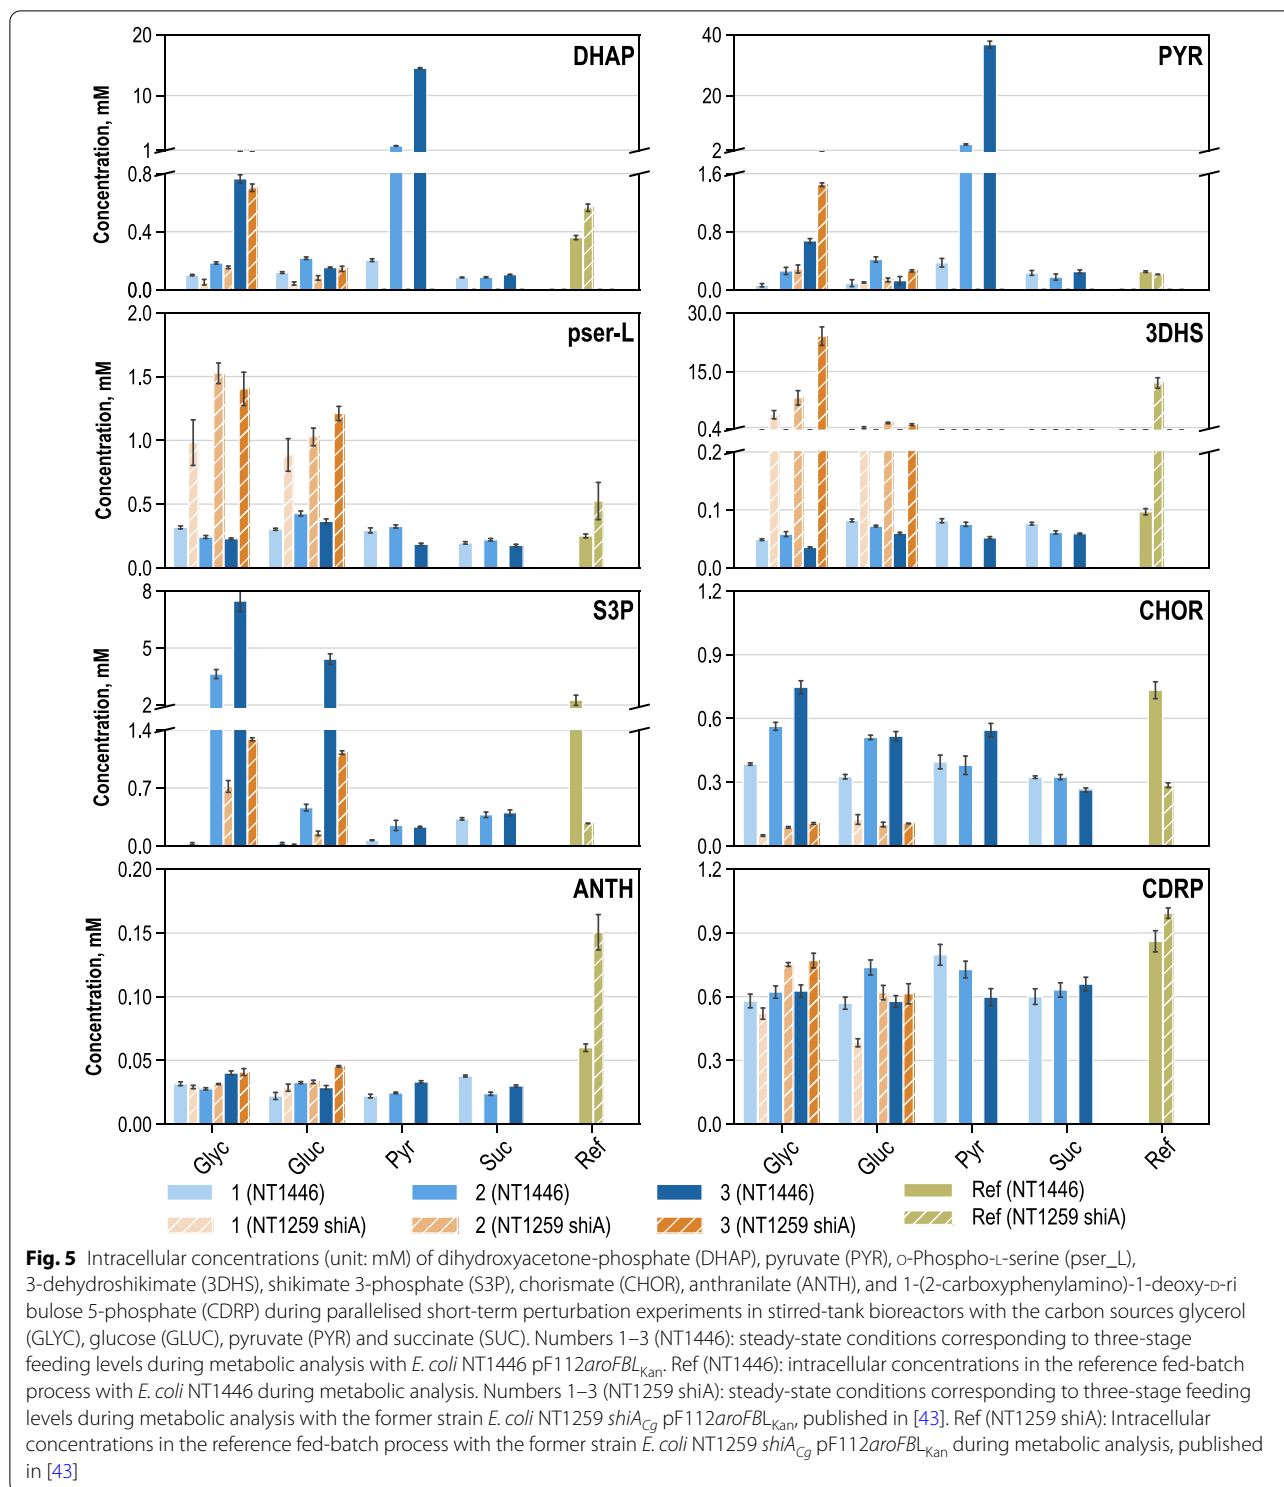 20
DHAP
10
1
0.8
0.4
0.0
Concentration, mM
40
PYR
20
2
1.6
0.8
0.0
2.0
pser-L
1.5
1.0
0.5
0.0
Concentration, mM
30.0
3DHS
15.0
0.4
0.2
0.1
0.0
8
S3P
5
2
1.4
0.7
0.0
Concentration, mM
1.2
CHOR
0.9
0.6
0.3
0.0
0.20
ANTH
0.15
0.10
0.05
0.00
Concentration, mM
1.2
CDRP
0.9
0.6
0.3
0.0
Glyc Gluc Pyr Suc Ref
Glyc Gluc Pyr Suc Ref
1 (NT1446) 2 (NT1446) 3 (NT1446) Ref (NT1446)
1 (NT1259 shiA) 2 (NT1259 shiA) 3 (NT1259 shiA) Ref (NT1259 shiA)
Fig. 5 Intracellular concentrations (unit: mM) of dihydroxyacetone-phosphate (DHAP), pyruvate (PYR), O-Phospho-L-serine (pser_L),
3-dehydroshikimate (3DHS), shikimate 3-phosphate (S3P), chorismate (CHOR), anthranilate (ANTH), and 1-(2-carboxyphenylamino)-1-deoxy-D-ri
bulose 5-phosphate (CDRP) during parallelised short-term perturbation experiments in stirred-tank bioreactors with the carbon sources glycerol
(GLYC), glucose (GLUC), pyruvate (PYR) and succinate (SUC). Numbers 1–3 (NT1446): steady-state conditions corresponding to three-stage
feeding levels during metabolic analysis with E. coli NT1446 pF112aroFBLKan. Ref (NT1446): intracellular concentrations in the reference fed-batch
process with E. coli NT1446 during metabolic analysis. Numbers 1–3 (NT1259 shiA): steady-state conditions corresponding to three-stage feeding
levels during metabolic analysis with the former strain E. coli NT1259 shiACg pF112aroFBLKan, published in [43]. Ref (NT1259 shiA): Intracellular
concentrations in the reference fed-batch process with the former strain E. coli NT1259 shiACg pF112aroFBLKan during metabolic analysis, published
in [43]